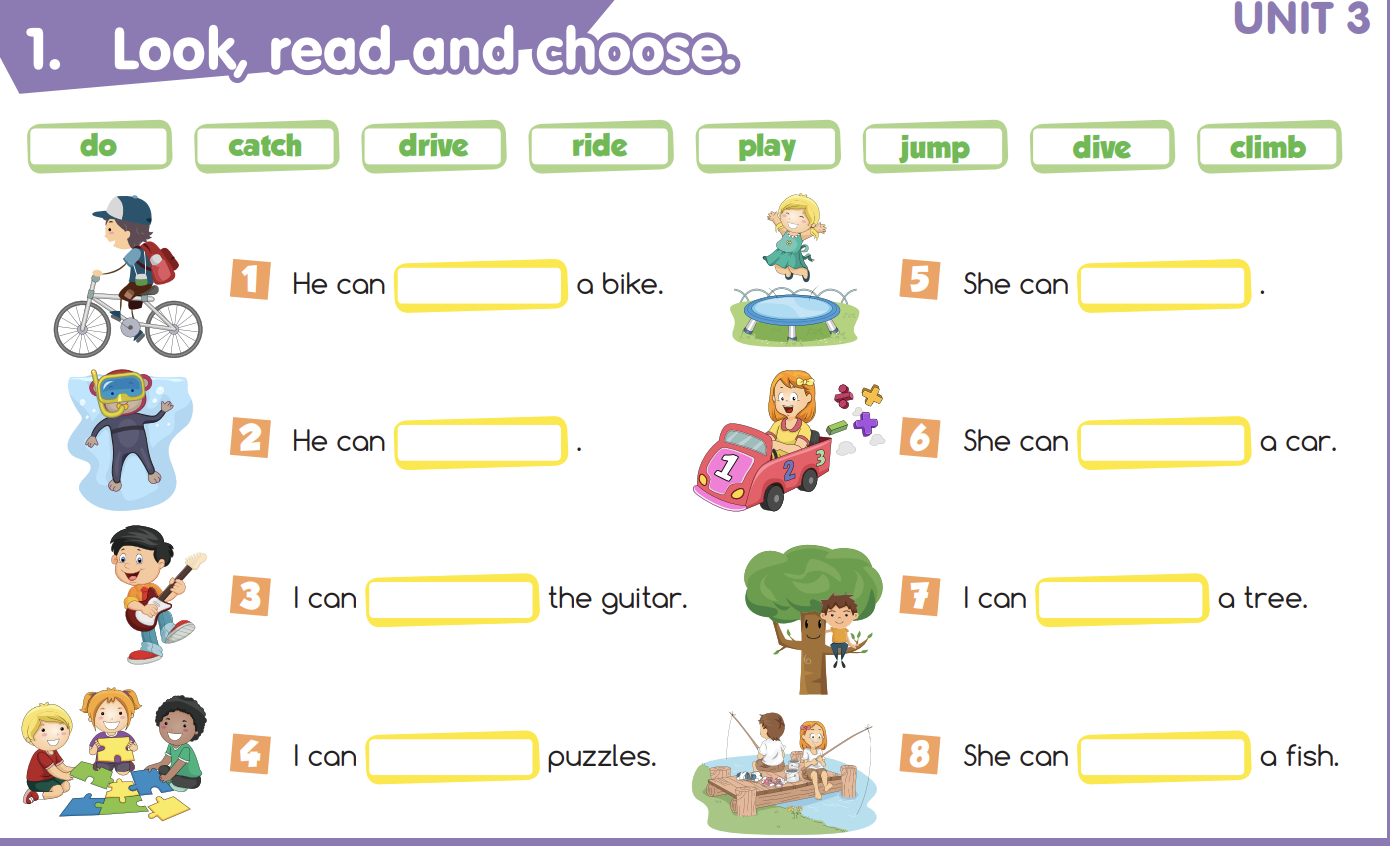 UNIT 3
1. Look, read and choose.
do catch drive ride play jump dive climb
1 He can a bike.
2 He can .
3 I can the guitar.
4 I can puzzles.
5 She can .
1 2 3
6 She can a car.
7 I can a tree.
8 She can a fish.